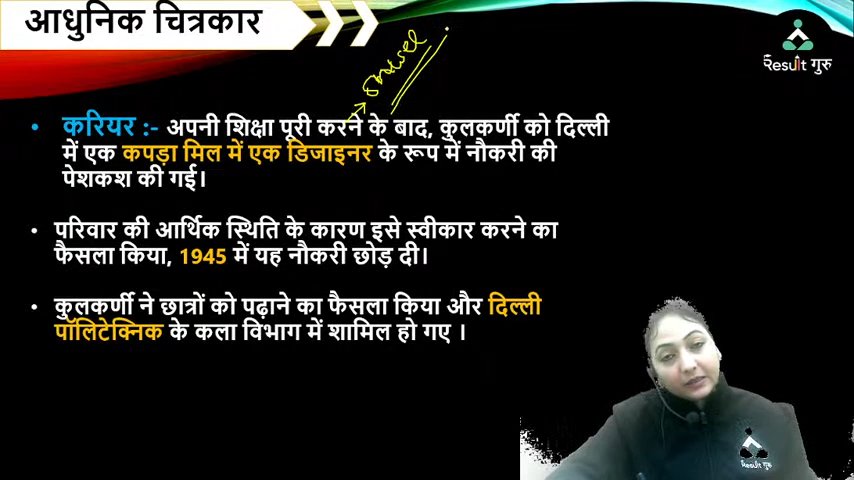 आधुनिक चित्रकार
Result गुरु
• करियर :- अपनी शिक्षा पूरी करने के बाद, कुलकर्णी को दिल्ली
में एक कपड़ा मिल में एक डिजाइनर के रूप में नौकरी की
पेशकश की गई।
• परिवार की आर्थिक स्थिति के कारण इसे स्वीकार करने का
फैसला किया, 1945 में यह नौकरी छोड़ दी।
• कुलकर्णी ने छात्रों को पढ़ाने का फैसला किया और दिल्ली
पॉलिटेक्निक के कला विभाग में शामिल हो गए ।
Result गुरु